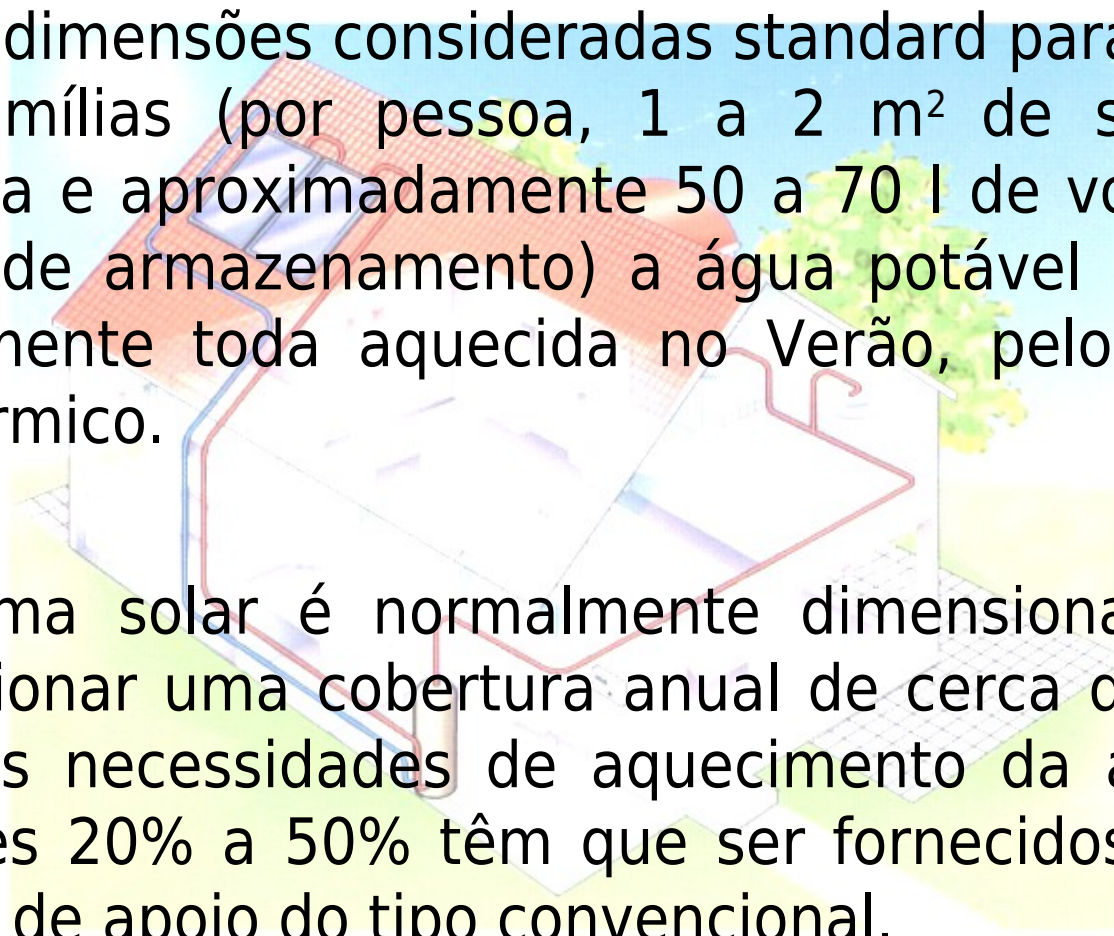 dimensões consideradas standard para
mílias (por pessoa, 1 a 2 m² de s
a e aproximadamente 50 a 70 l de vo
de armazenamento) a água potável
mente toda aquecida no Verão, pelo
rmico.
ma solar é normalmente dimensiona
ionar uma cobertura anual de cerca d
s necessidades de aquecimento da a
es 20% a 50% têm que ser fornecidos
de apoio do tipo convencional.